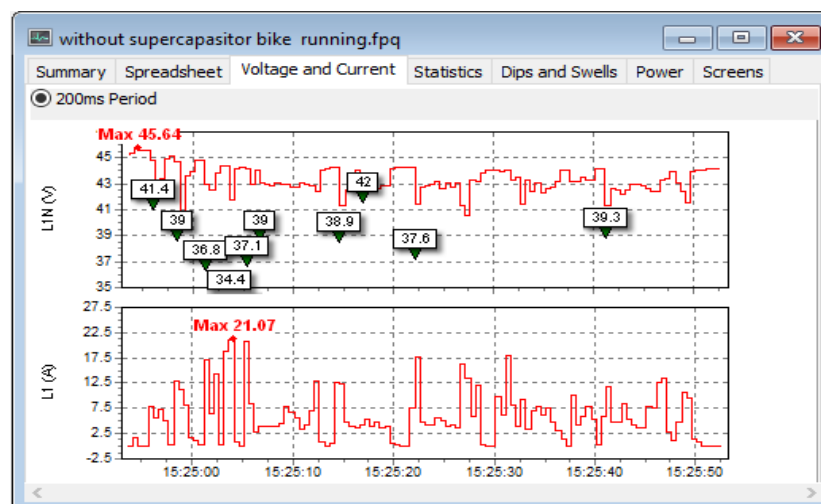 without supercapasitor bike running.fpq
Summary Spreadsheet Voltage and Current Statistics Dips and Swells Power Screens
200ms Period
Max 45.64
45
43
41
39
37
35
L1N (V)
41.4
39
36.8
34.4
37.1
39
38.9
42
37.6
39.3
27.5
22.5
17.5
12.5
7.5
2.5
-2.5
L1 (A)
Max 21.07
15:25:00 15:25:10 15:25:20 15:25:30 15:25:40 15:25:50